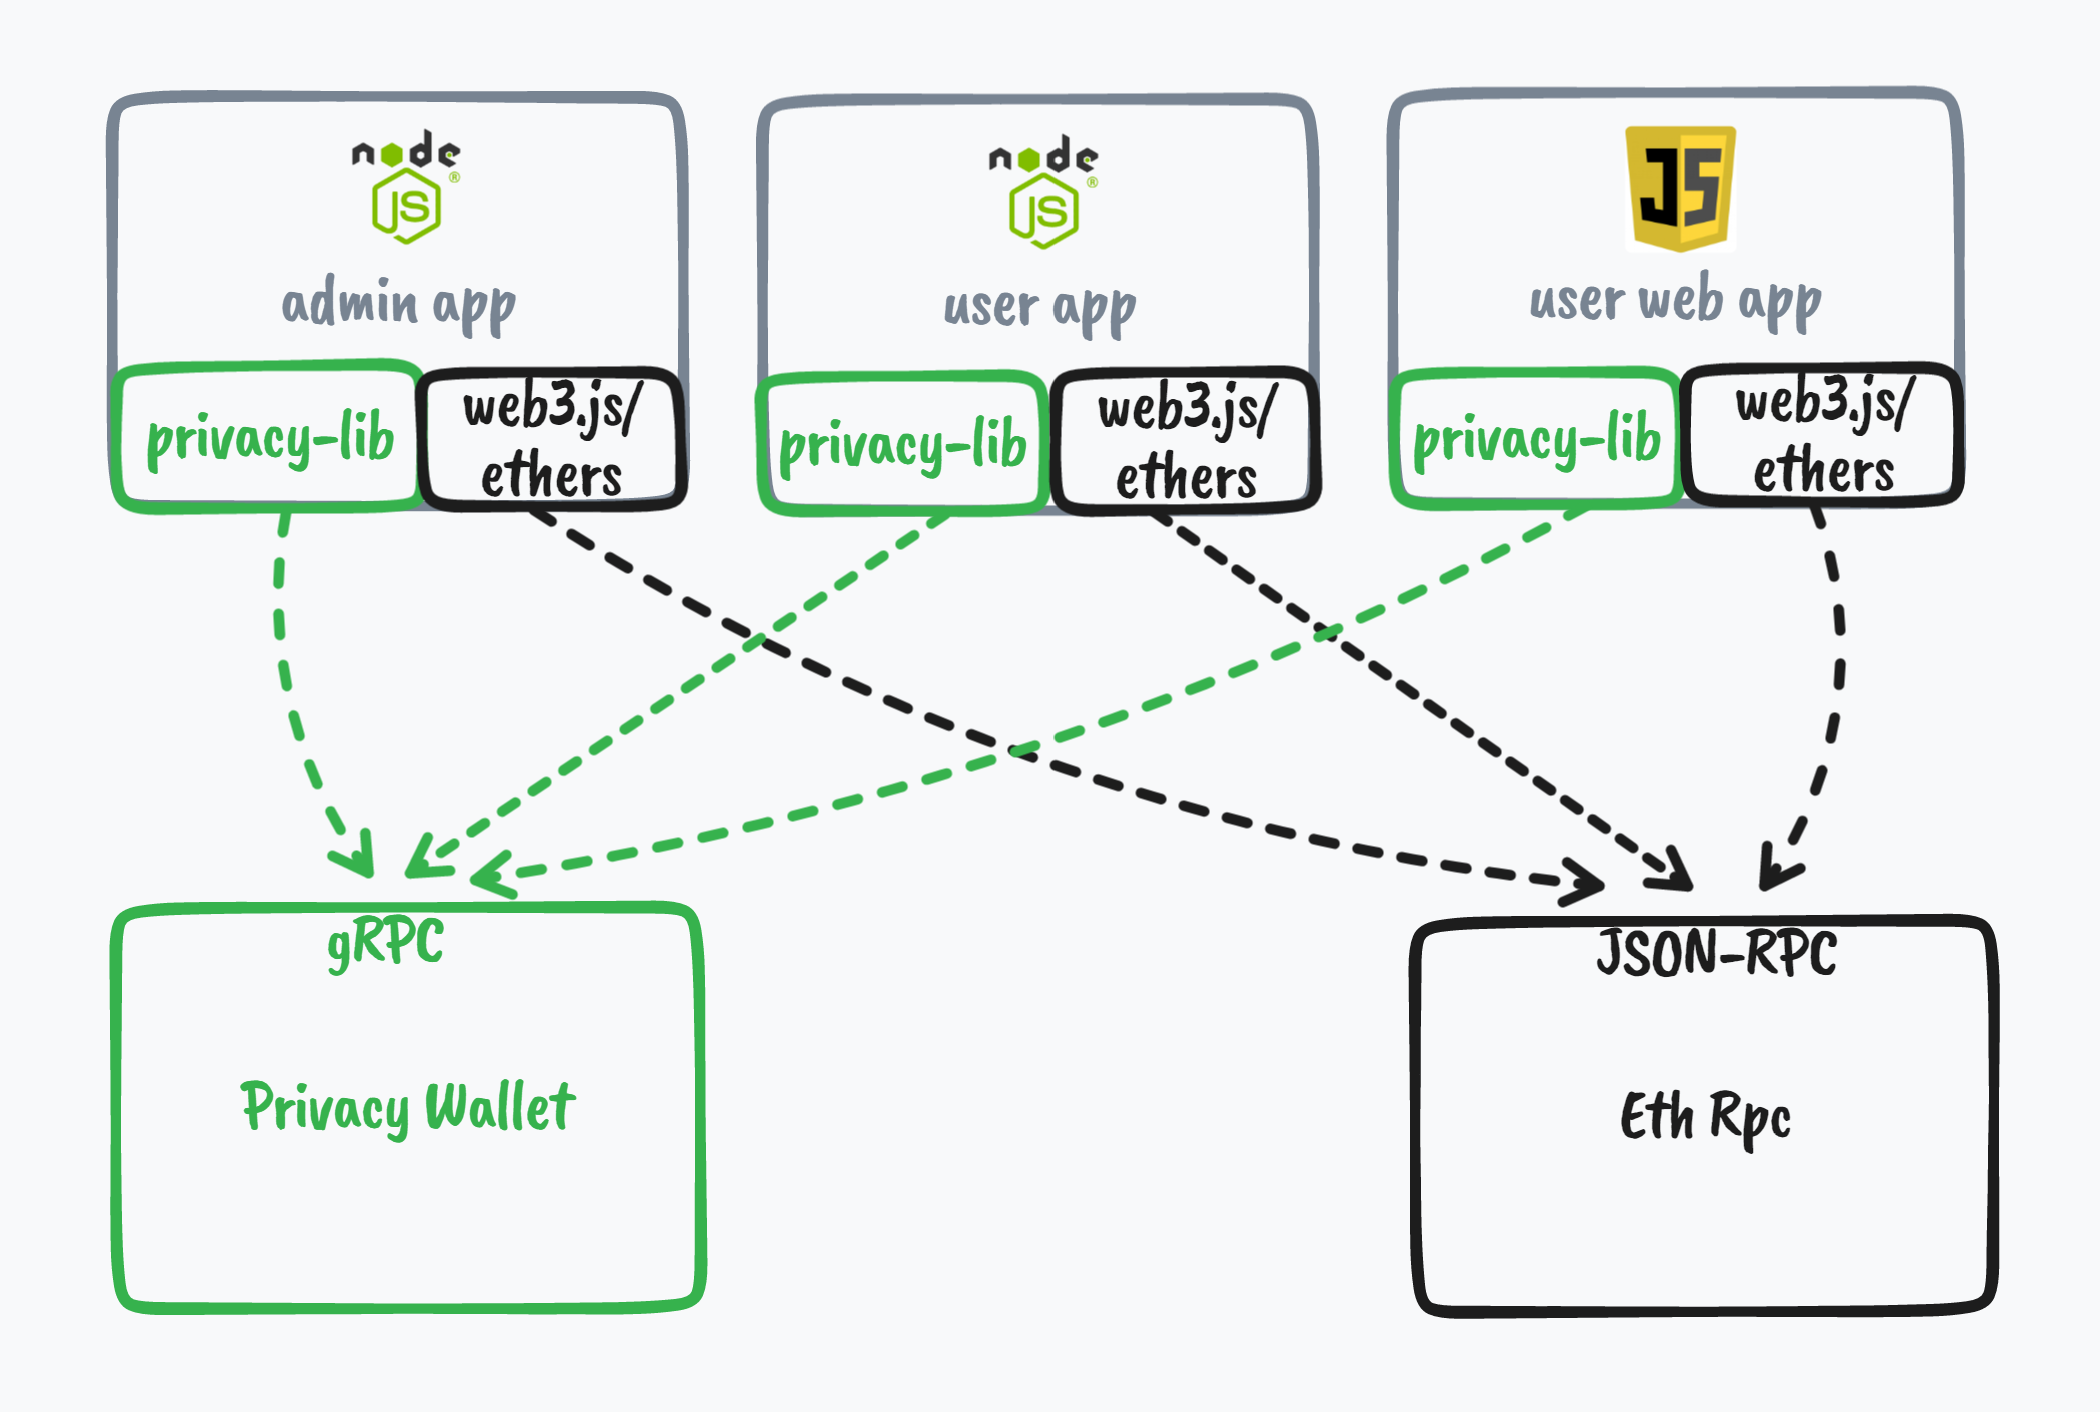 node
JS
®
admin app
privacy-lib
web3.js/
ethers
node
JS
®
user app
privacy-lib
web3.js/
ethers
JS
user web app
privacy-lib
web3.js/
ethers
gRPC
Privacy Wallet
JSON-RPC
Eth Rpc